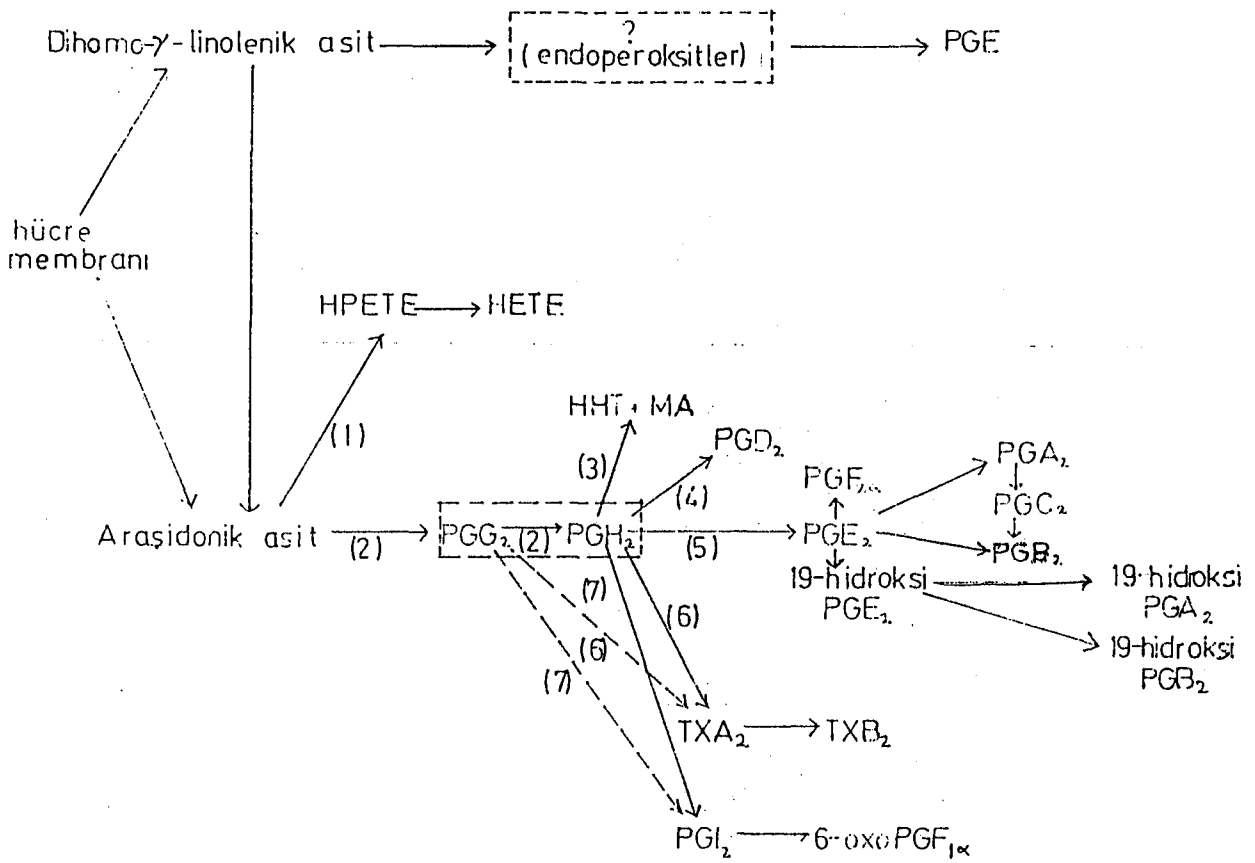 ?
Dihomo-γ-linolenik asit
(endoperoksitler)
PGE
hücre
membranı
HPETE
HETE
HHT + MA
PGD₂
(1)
(3)
(4)
PGF₂α
PGA₂
PGC₂
Araşidonik asit
(2)
PGG₂
(2)
PGH₂
(5)
PGE₂
PGB₂
19-hidroksi
PGE₂
19-hidroksi
PGA₂
19-hidroksi
PGB₂
(7)
(6)
(6)
(7)
TXA₂
TXB₂
PGI₂
6-oxo PGF₁α